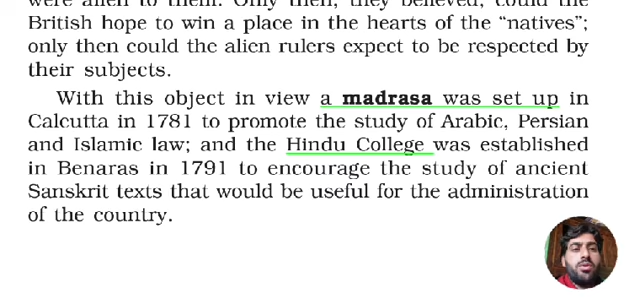 were alien to them. Only then, they believed, could the
British hope to win a place in the hearts of the “natives”;
only then could the alien rulers expect to be respected by
their subjects.
With this object in view a madrasa was set up in
Calcutta in 1781 to promote the study of Arabic, Persian
and Islamic law; and the Hindu College was established
in Benaras in 1791 to encourage the study of ancient
Sanskrit texts that would be useful for the administration
of the country.